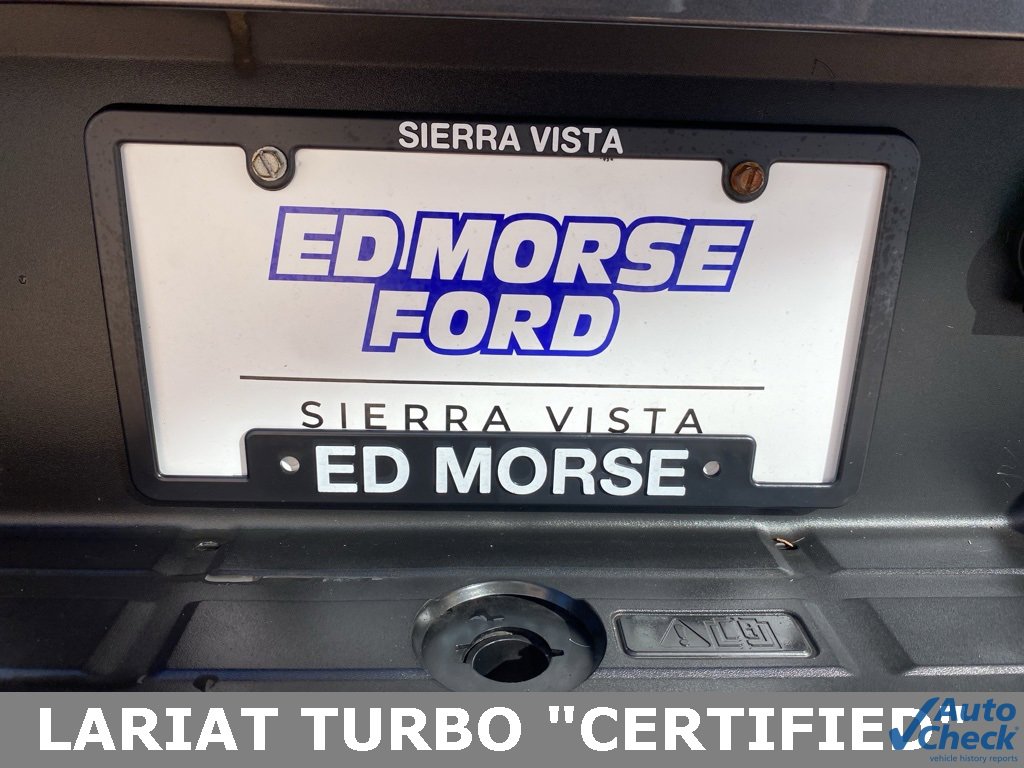 SIERRA VISTA
ED MORSE
FORD
SIERRA VISTA
ED MORSE
LARIAT TURBO "CERTIFIED
Auto
Check
vehicle history reports